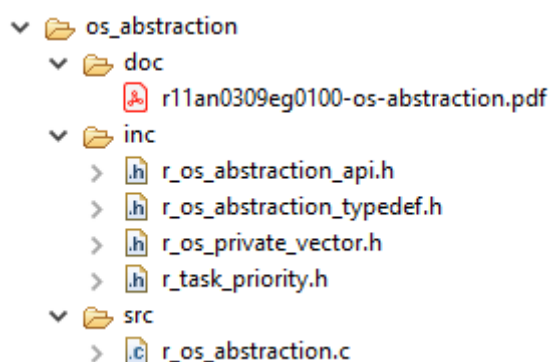 os_abstraction
doc
r11an0309eg0100-os-abstraction.pdf
inc
.h r_os_abstraction_api.h
.h r_os_abstraction_typedef.h
.h r_os_private_vector.h
.h r_task_priority.h
src
.c r_os_abstraction.c